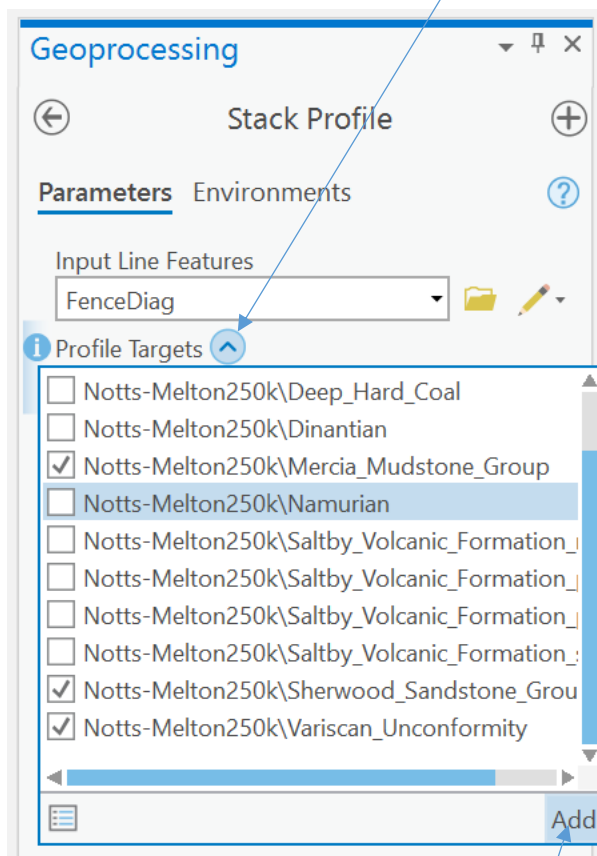 Geoprocessing
Stack Profile
Parameters Environments
Input Line Features
FenceDiag
Profile Targets
Notts-Melton250k\Deep_Hard_Coal
Notts-Melton250k\Dinantian
Notts-Melton250k\Mercia_Mudstone_Group
Notts-Melton250k\Namurian
Notts-Melton250k\Saltby_Volcanic_Formation_
Notts-Melton250k\Saltby_Volcanic_Formation_
Notts-Melton250k\Saltby_Volcanic_Formation_
Notts-Melton250k\Saltby_Volcanic_Formation_
Notts-Melton250k\Sherwood_Sandstone_Grou
Notts-Melton250k\Variscan_Unconformity
Add